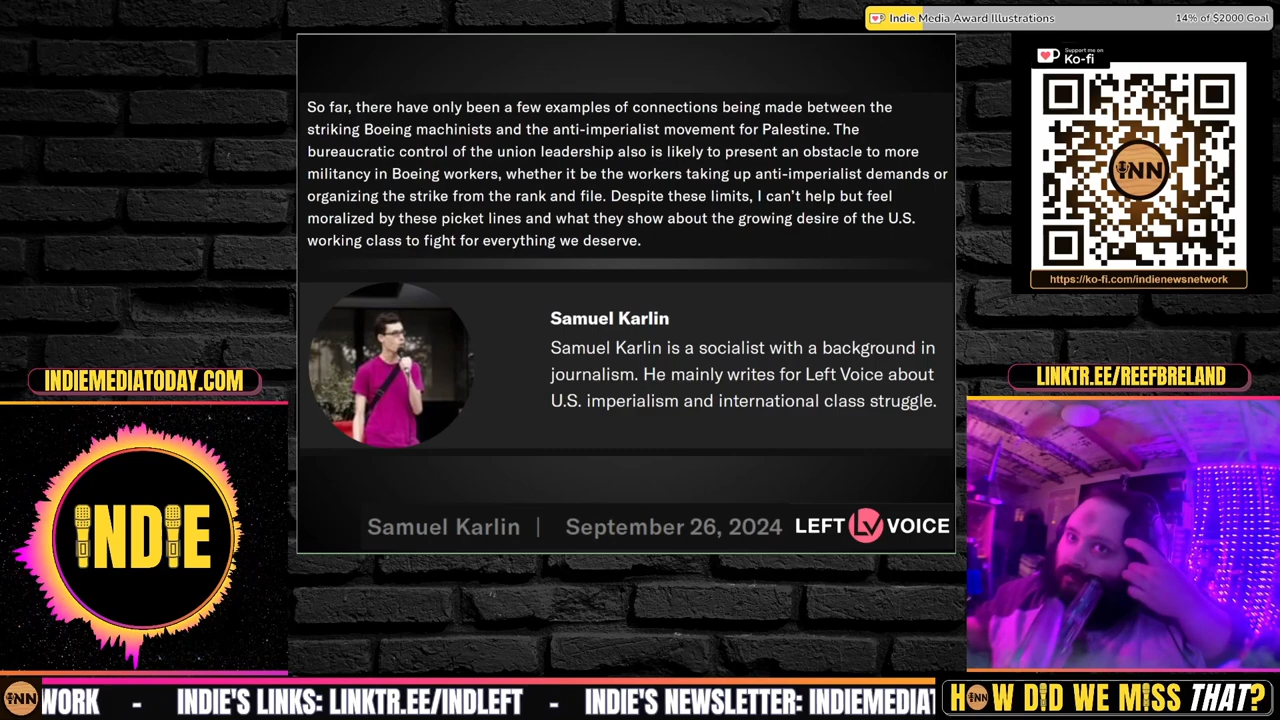 Indie Media Award Illustrations
14% of $2000 Goal
Support me on
Ko-fi
INN
https://ko-fi.com/indienewsnetwork
So far, there have only been a few examples of connections being made between the
striking Boeing machinists and the anti-imperialist movement for Palestine. The
bureaucratic control of the union leadership also is likely to present an obstacle to more
militancy in Boeing workers, whether it be the workers taking up anti-imperialist demands or
organizing the strike from the rank and file. Despite these limits, I can't help but feel
moralized by these picket lines and what they show about the growing desire of the U.S.
working class to fight for everything we deserve.
Samuel Karlin
Samuel Karlin is a socialist with a background in
journalism. He mainly writes for Left Voice about
U.S. imperialism and international class struggle.
Samuel Karlin | September 26, 2024 LEFT LV VOICE
INDIEMEDIATODAY.COM
LINKTR.EE/REEFBRELAND
INDIE
INN
WORK - INDIE'S LINKS: LINKTR.EE/INDLEFT - INDIE'S NEWSLETTER: INDIEMEDIAT
HOW DID WE MISS THAT?